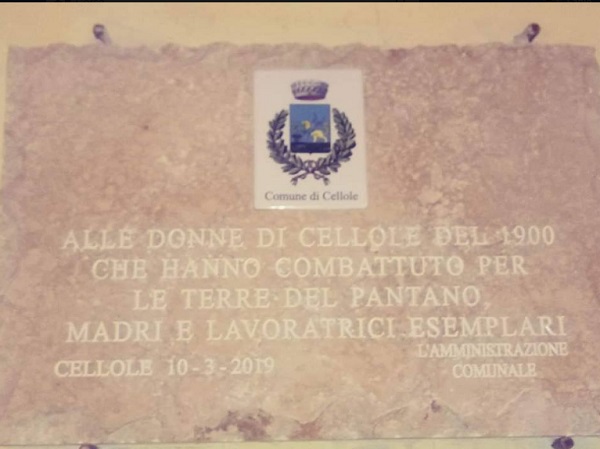 Comune di Cellole
ALLE DONNE DI CELLOLE DEL 1900
CHE HANNO COMBATTUTO PER
LE TERRE DEL PANTANO,
MADRI E LAVORATRICI ESEMPLARI
CELLOLE 10-3-2019
L'AMMINISTRAZIONE
COMUNALE